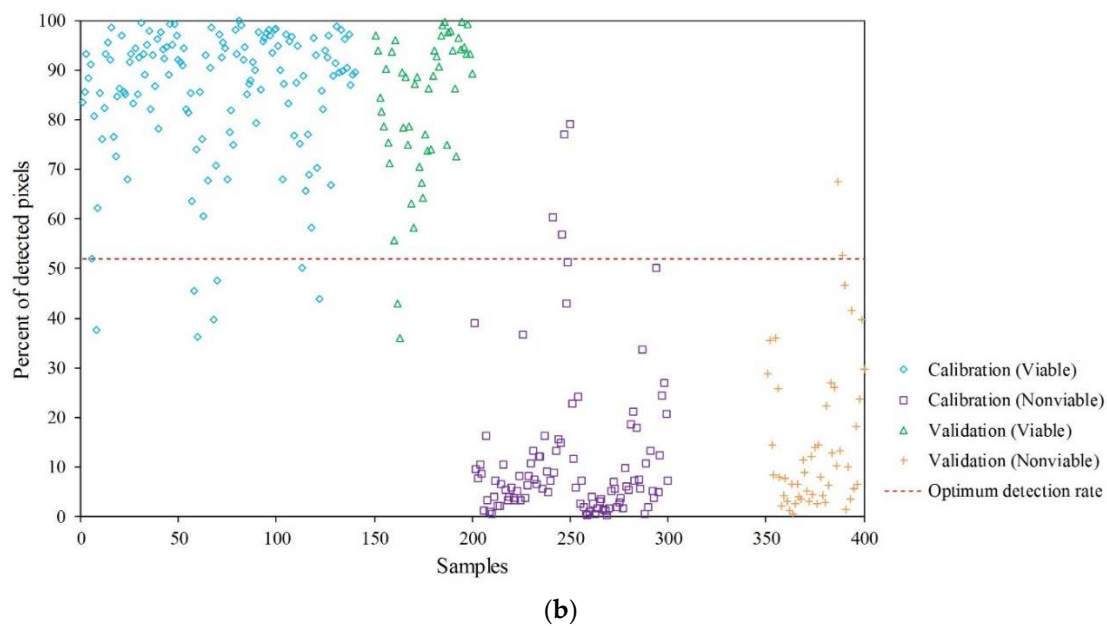 Percent of detected pixels
100
90
80
70
60
50
40
30
20
10
0
0 50 100 150 200 250 300 350 400
Samples
Calibration (Viable)
Calibration (Nonviable)
Validation (Viable)
Validation (Nonviable)
Optimum detection rate
(b)